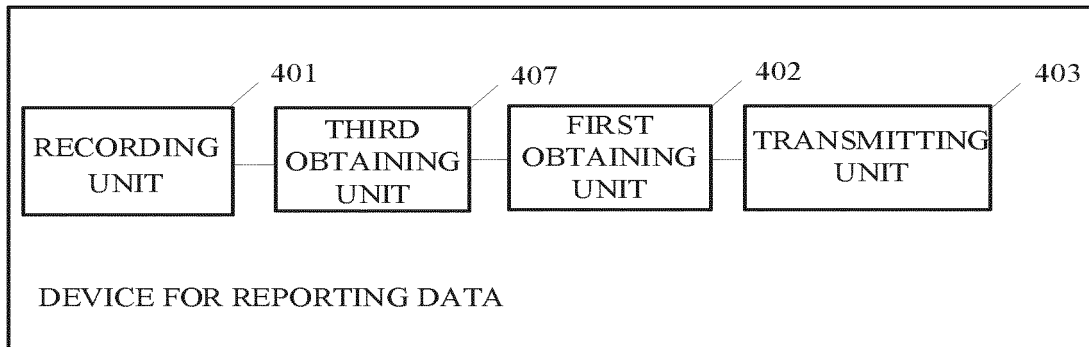 401
407
402
403
RECORDING
UNIT
THIRD
OBTAINING
UNIT
FIRST
OBTAINING
UNIT
TRANSMITTING
UNIT
DEVICE FOR REPORTING DATA